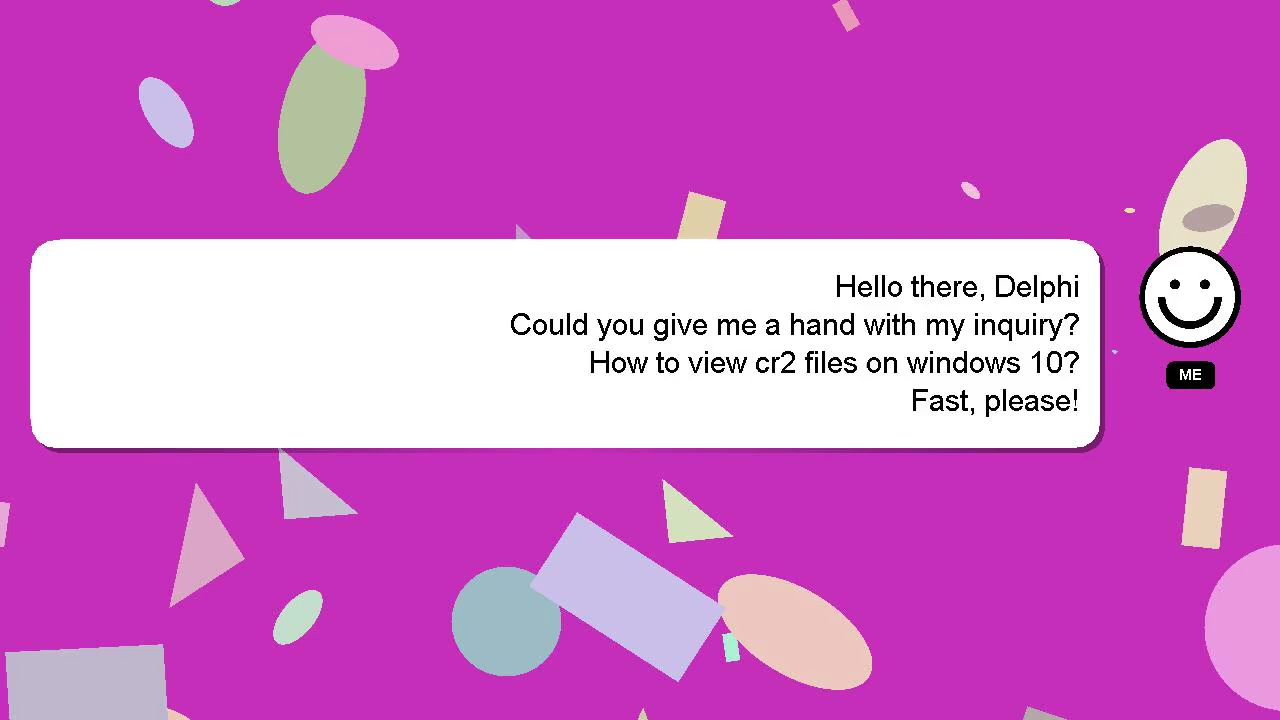 Hello there, Delphi
Could you give me a hand with my inquiry?
How to view cr2 files on windows 10?
Fast, please!
ME